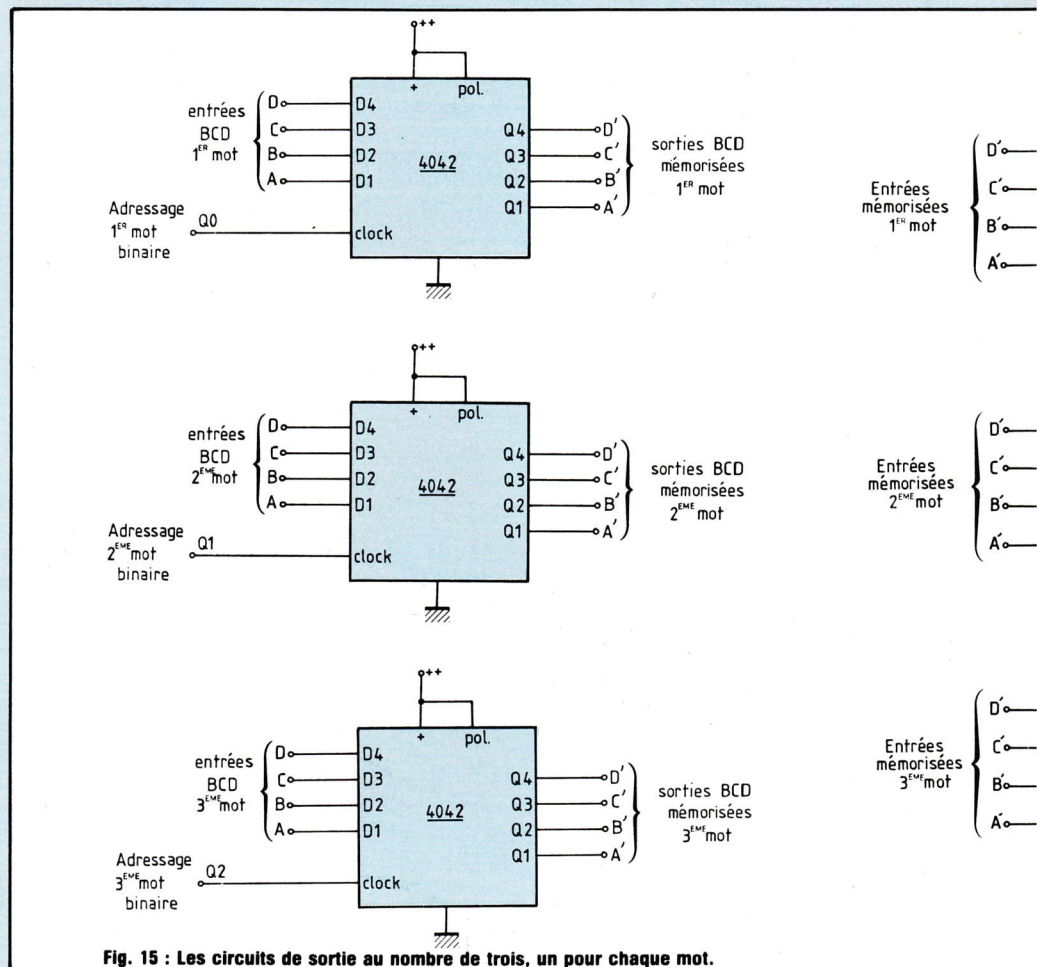 ++
+
pol.
entrées
BCD
1ER mot
D
C
B
A
D4
D3
D2
D1
4042
Q4
Q3
Q2
Q1
D'
C'
B'
A'
sorties BCD
mémorisées
1ER mot
Adressage
1ER mot
binaire
Q0
clock
Entrées
mémorisées
1ER mot
D'
C'
B'
A'
++
+
pol.
entrées
BCD
2EME mot
D
C
B
A
D4
D3
D2
D1
4042
Q4
Q3
Q2
Q1
D'
C'
B'
A'
sorties BCD
mémorisées
2EME mot
Adressage
2EME mot
binaire
Q1
clock
Entrées
mémorisées
2EME mot
D'
C'
B'
A'
++
+
pol.
entrées
BCD
3EME mot
D
C
B
A
D4
D3
D2
D1
4042
Q4
Q3
Q2
Q1
D'
C'
B'
A'
sorties BCD
mémorisées
3EME mot
Adressage
3EME mot
binaire
Q2
clock
Entrées
mémorisées
3EME mot
D'
C'
B'
A'
Fig. 15 : Les circuits de sortie au nombre de trois, un pour chaque mot.